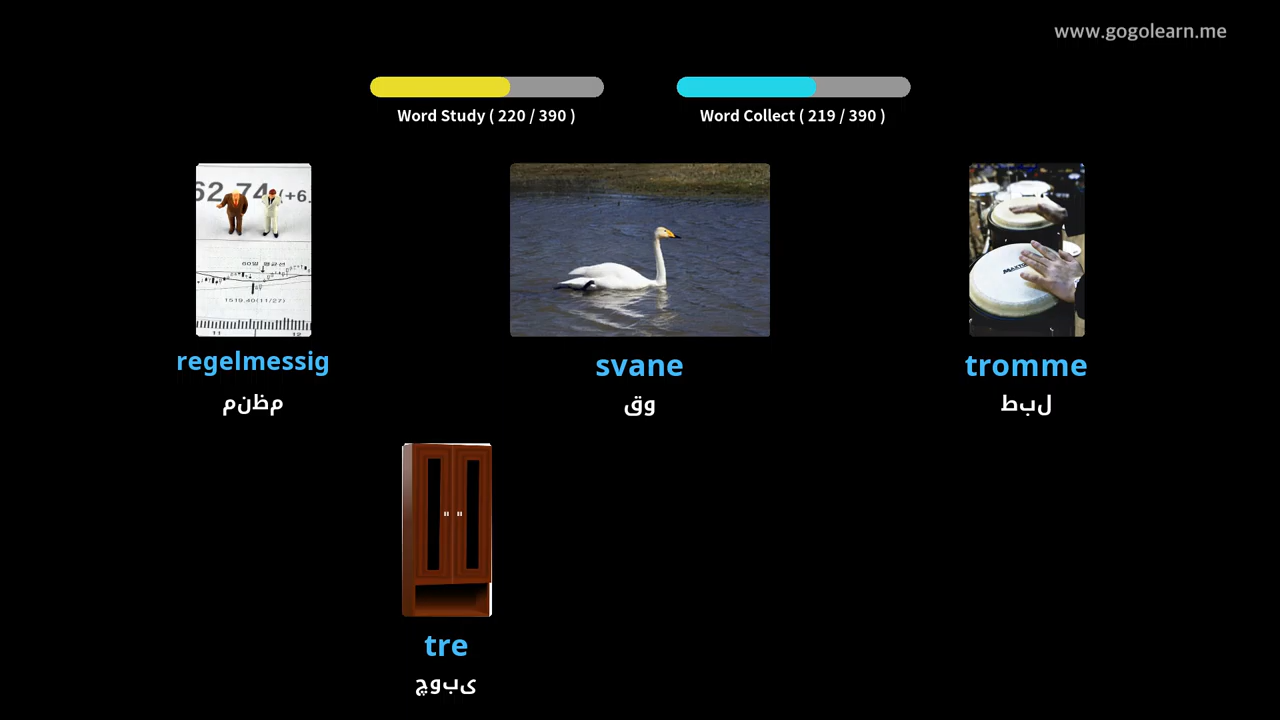 www.gogolearn.me
Word Study ( 220 / 390 )
Word Collect ( 219 / 390 )
regelmessig
svane
tromme
مظنم
وق
لبط
tre
یبوچ